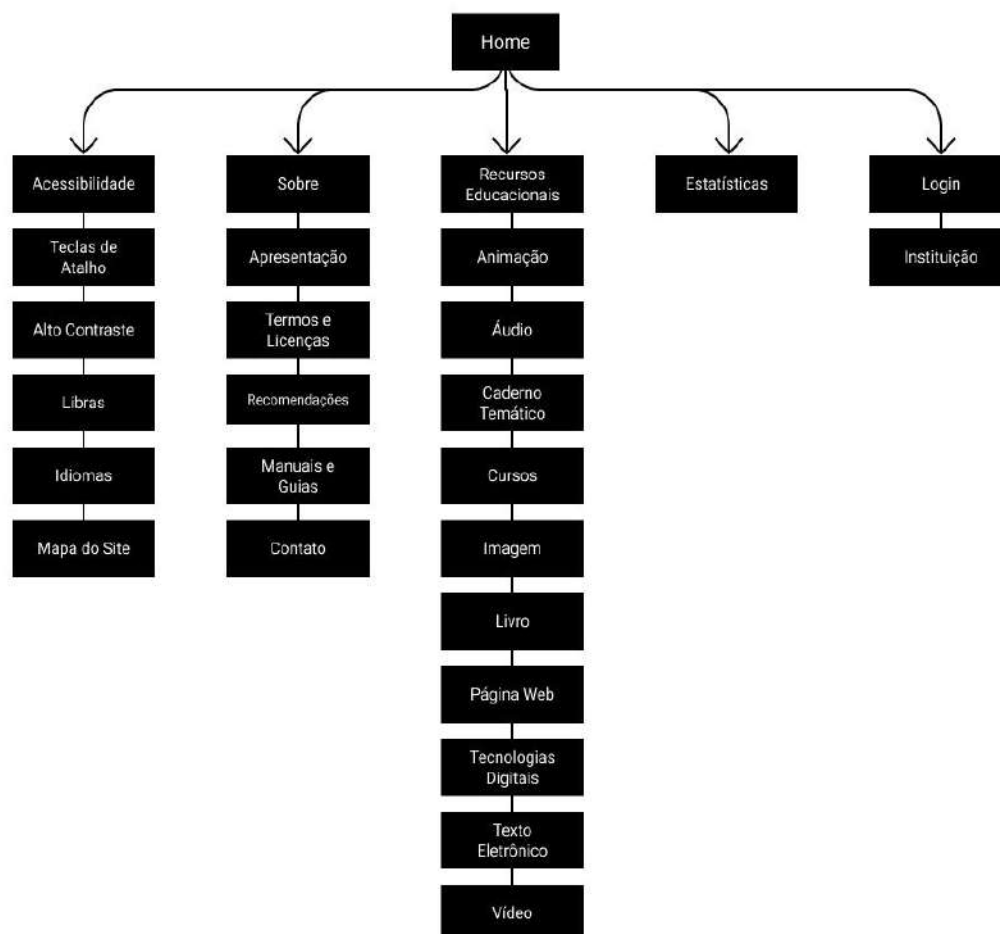 Home
Acessibilidade
Teclas de
Atalho
Alto Contraste
Libras
Idiomas
Mapa do Site
Sobre
Apresentação
Termos e
Licenças
Recomendações
Manuais e
Guias
Contato
Recursos
Educacionais
Animação
Áudio
Caderno
Temático
Cursos
Imagem
Livro
Página Web
Tecnologias
Digitais
Texto
Eletrônico
Vídeo
Estatísticas
Login
Instituição